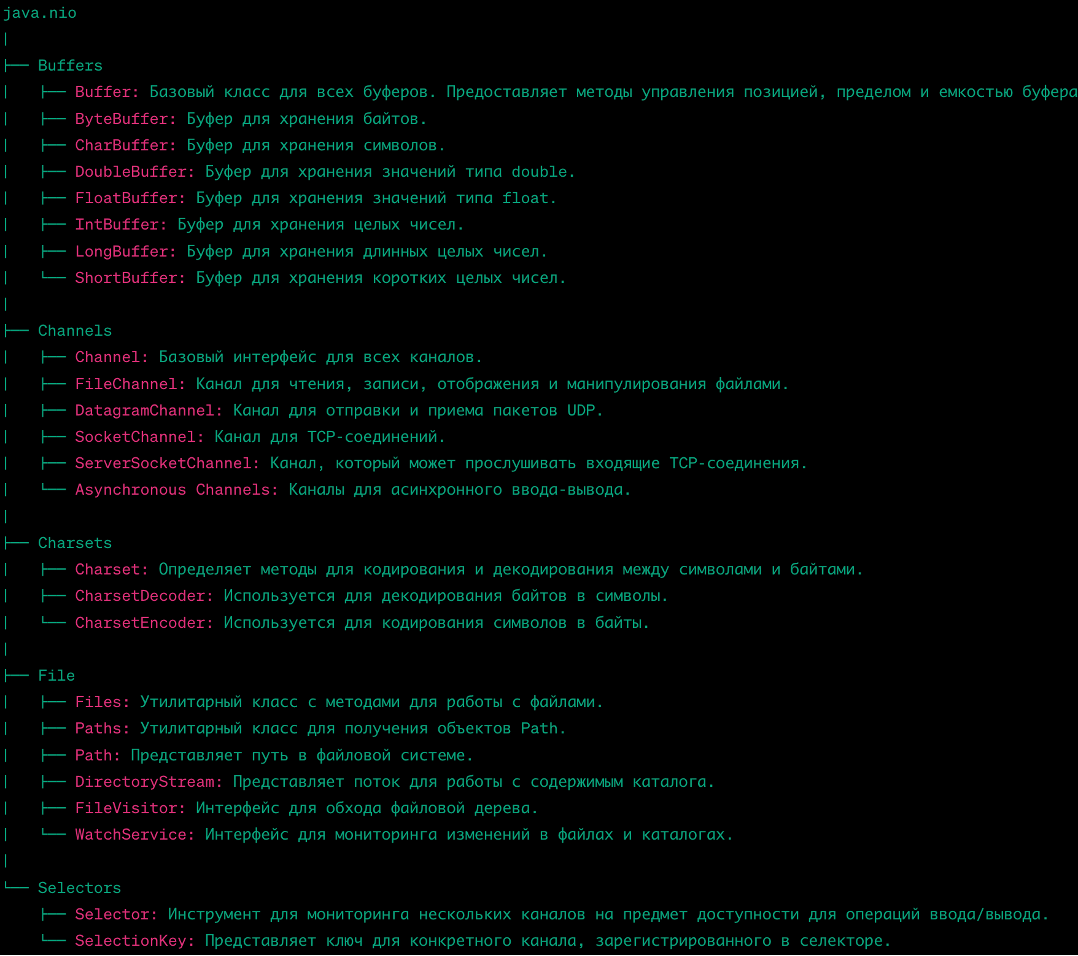 java.nio
|
├── Buffers
|   ├── Buffer: Базовый класс для всех буферов. Предоставляет методы управления позицией, пределом и емкостью буфера
|   ├── ByteBuffer: Буфер для хранения байтов.
|   ├── CharBuffer: Буфер для хранения символов.
|   ├── DoubleBuffer: Буфер для хранения значений типа double.
|   ├── FloatBuffer: Буфер для хранения значений типа float.
|   ├── IntBuffer: Буфер для хранения целых чисел.
|   ├── LongBuffer: Буфер для хранения длинных целых чисел.
|   └── ShortBuffer: Буфер для хранения коротких целых чисел.
|
├── Channels
|   ├── Channel: Базовый интерфейс для всех каналов.
|   ├── FileChannel: Канал для чтения, записи, отображения и манипулирования файлами.
|   ├── DatagramChannel: Канал для отправки и приема пакетов UDP.
|   ├── SocketChannel: Канал для TCP-соединений.
|   ├── ServerSocketChannel: Канал, который может прослушивать входящие TCP-соединения.
|   └── Asynchronous Channels: Каналы для асинхронного ввода-вывода.
|
├── Charsets
|   ├── Charset: Определяет методы для кодирования и декодирования между символами и байтами.
|   ├── CharsetDecoder: Используется для декодирования байтов в символы.
|   └── CharsetEncoder: Используется для кодирования символов в байты.
|
├── File
|   ├── Files: Утилитарный класс с методами для работы с файлами.
|   ├── Paths: Утилитарный класс для получения объектов Path.
|   ├── Path: Представляет путь в файловой системе.
|   ├── DirectoryStream: Представляет поток для работы с содержимым каталога.
|   ├── FileVisitor: Интерфейс для обхода файловой дерева.
|   └── WatchService: Интерфейс для мониторинга изменений в файлах и каталогах.
|
└── Selectors
    ├── Selector: Инструмент для мониторинга нескольких каналов на предмет доступности для операций ввода/вывода.
    └── SelectionKey: Представляет ключ для конкретного канала, зарегистрированного в селекторе.